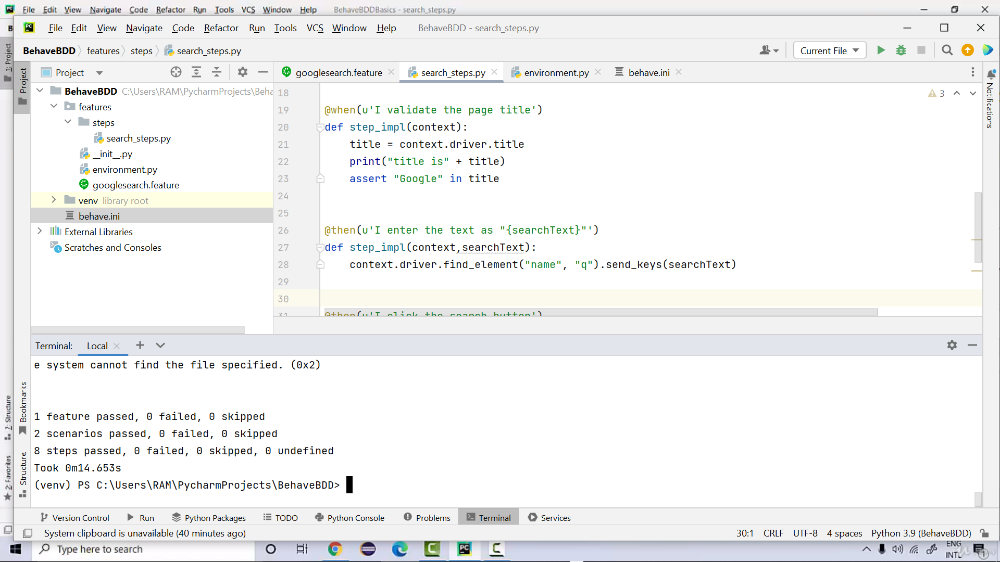 File Edit View Navigate Code Refactor Run Tools VCS Window Help BehaveBDDBasics - search_steps.py
File Edit View Navigate Code Refactor Run Tools VCS Window Help BehaveBDD - search_steps.py
BehaveBDD features steps search_steps.py Current File
1: Project
Project
Project
googlesearch.feature search_steps.py environment.py behave.ini
Notifications
BehaveBDD C:\Users\RAM\PycharmProjects\Beha
features
steps
search_steps.py
__init__.py
environment.py
googlesearch.feature
venv library root
behave.ini
External Libraries
Scratches and Consoles
3
18
19 @when(u'I validate the page title')
20 def step_impl(context):
21 title = context.driver.title
22 print("title is" + title)
23 assert "Google" in title
24
25
26 @then(u'I enter the text as "{searchText}"')
27 def step_impl(context,searchText):
28 context.driver.find_element("name", "q").send_keys(searchText)
29
30
31 @then(u'I click the search button')
Terminal: Local
e system cannot find the file specified. (0x2)
1 feature passed, 0 failed, 0 skipped
2 scenarios passed, 0 failed, 0 skipped
8 steps passed, 0 failed, 0 skipped, 0 undefined
Took 0m14.653s
(venv) PS C:\Users\RAM\PycharmProjects\BehaveBDD>
Bookmarks
Structure
7: Structure
2: Favorites
Version Control Run Python Packages TODO Python Console Problems Terminal Services
System clipboard is unavailable (40 minutes ago) 30:1 CRLF UTF-8 4 spaces Python 3.9 (BehaveBDD)
Type here to search
ENG
INTL